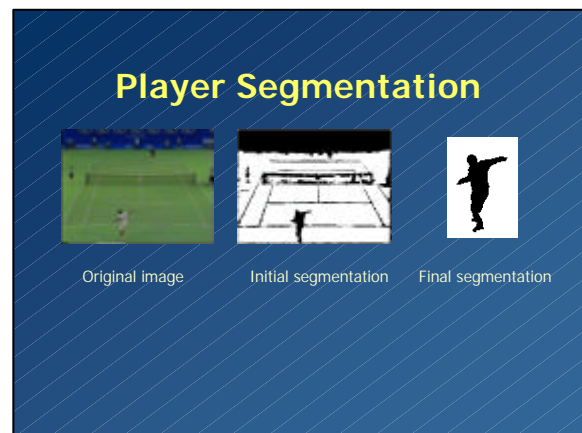 Player Segmentation
Original image
Initial segmentation
Final segmentation